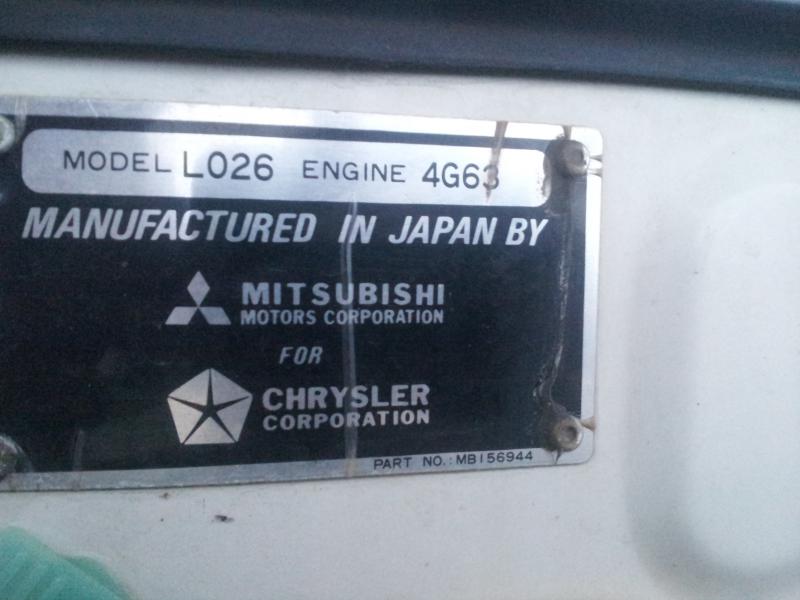 MODEL L026 ENGINE 4G63
MANUFACTURED IN JAPAN BY
MITSUBISHI
MOTORS CORPORATION
FOR
CHRYSLER
CORPORATION
PART NO.: MB156944